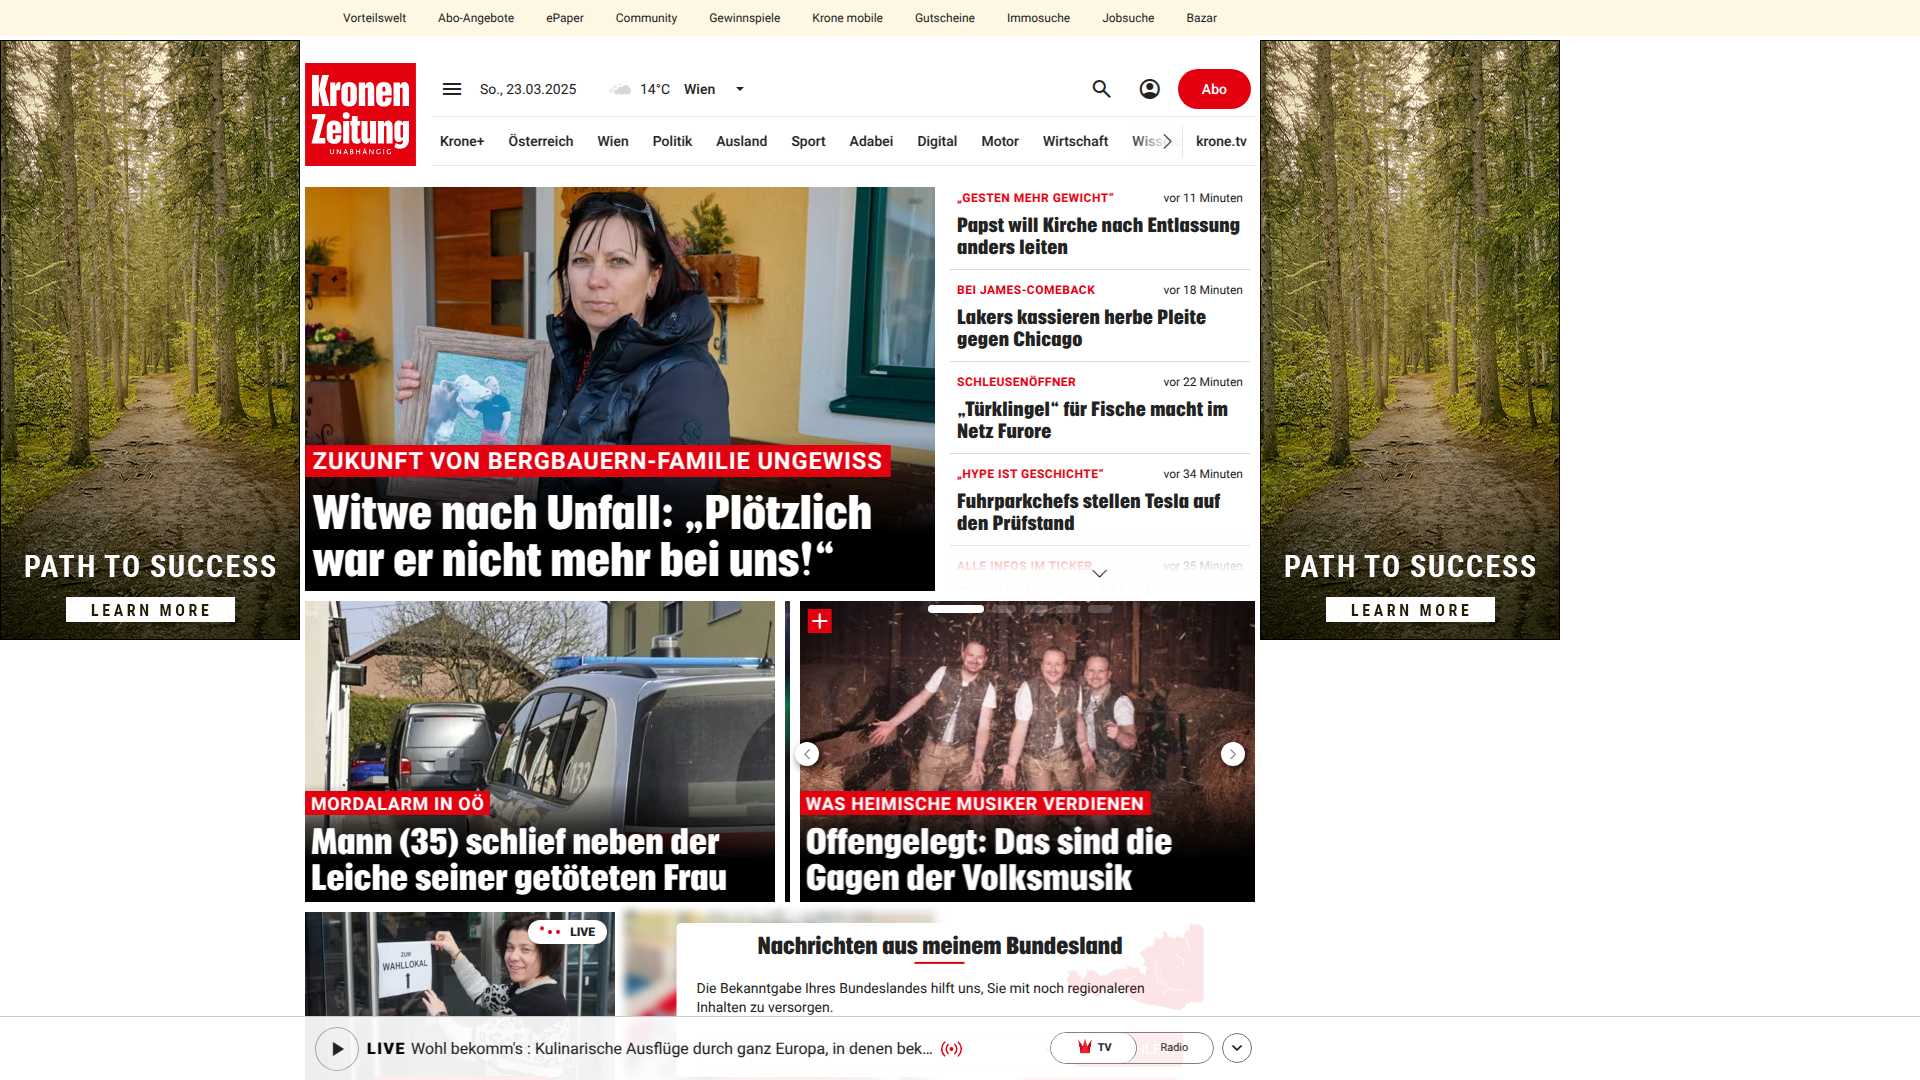 Vorteilswelt Abo-Angebote ePaper Community Gewinnspiele Krone mobile Gutscheine Immosuche Jobsuche Bazar
Kronen
Zeitung
UNABHÄNGIG
So., 23.03.2025 14°C Wien
Abo
Krone+ Österreich Wien Politik Ausland Sport Adabei Digital Motor Wirtschaft Wiss krone.tv
ZUKUNFT VON BERGBAUERN-FAMILIE UNGEWISS
Witwe nach Unfall: „Plötzlich
war er nicht mehr bei uns!“
„GESTEN MEHR GEWICHT“ vor 11 Minuten
Papst will Kirche nach Entlassung
anders leiten
BEI JAMES-COMEBACK vor 18 Minuten
Lakers kassieren herbe Pleite
gegen Chicago
SCHLEUSENÖFFNER vor 22 Minuten
„Türklingel“ für Fische macht im
Netz Furore
„HYPE IST GESCHICHTE“ vor 34 Minuten
Fuhrparkchefs stellen Tesla auf
den Prüfstand
ALLE INFOS IM TICKER vor 35 Minuten
PATH TO SUCCESS
LEARN MORE
PATH TO SUCCESS
LEARN MORE
MORDALARM IN OÖ
Mann (35) schlief neben der
Leiche seiner getöteten Frau
WAS HEIMISCHE MUSIKER VERDIENEN
Offengelegt: Das sind die
Gagen der Volksmusik
LIVE
ZUM
WAHLLOKAL
Nachrichten aus meinem Bundesland
Die Bekanntgabe Ihres Bundeslandes hilft uns, Sie mit noch regionaleren
Inhalten zu versorgen.
LIVE Wohl bekomm's : Kulinarische Ausflüge durch ganz Europa, in denen bek...
TV Radio